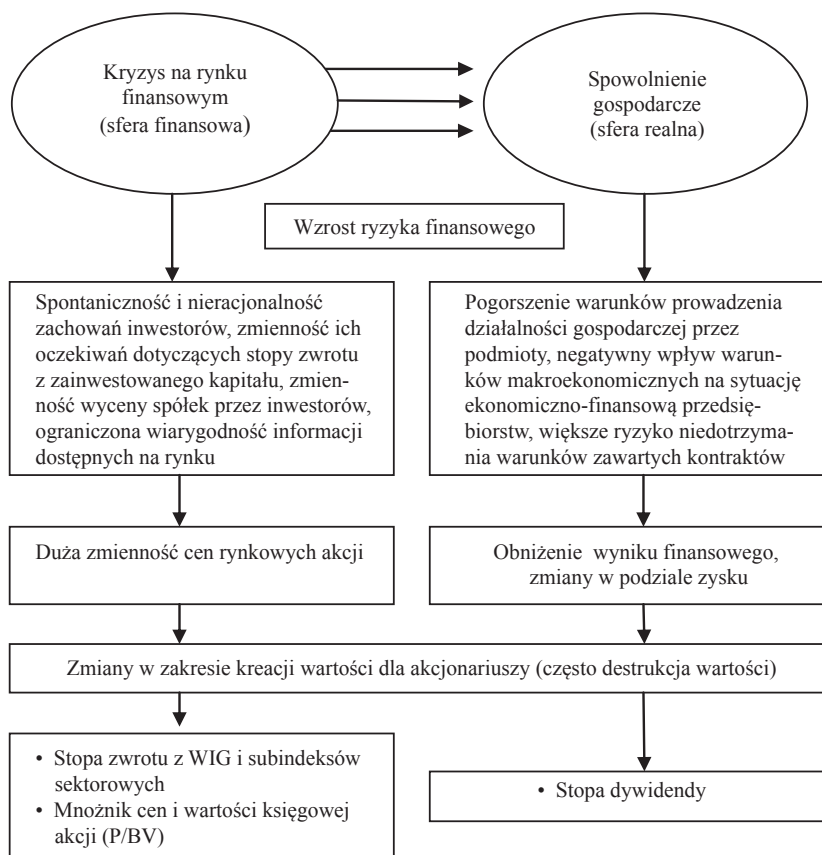 Kryzys na rynku
finansowym
(sfera finansowa)
Spowolnienie
gospodarcze
(sfera realna)
Wzrost ryzyka finansowego
Spontaniczność i nieracjonalność
zachowań inwestorów, zmienność ich
oczekiwań dotyczących stopy zwrotu
z zainwestowanego kapitału, zmien-
ność wyceny spółek przez inwestorów,
ograniczona wiarygodność informacji
dostępnych na rynku
Pogorszenie warunków prowadzenia
działalności gospodarczej przez
podmioty, negatywny wpływ warun-
ków makroekonomicznych na sytuację
ekonomiczno-finansową przedsię-
biorstw, większe ryzyko niedotrzyma-
nia warunków zawartych kontraktów
Duża zmienność cen rynkowych akcji
Obniżenie wyniku finansowego,
zmiany w podziale zysku
Zmiany w zakresie kreacji wartości dla akcjonariuszy (często destrukcja wartości)
• Stopa zwrotu z WIG i subindeksów
sektorowych
• Mnożnik cen i wartości księgowej
akcji (P/BV)
• Stopa dywidendy